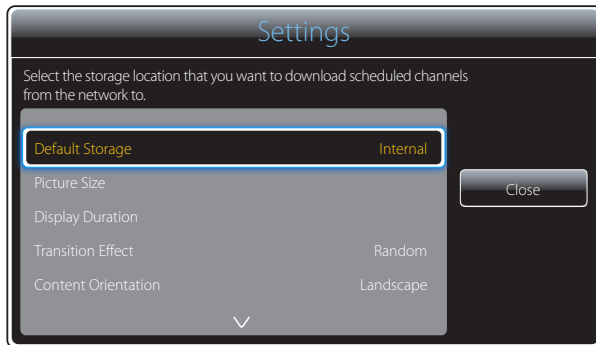 Settings
Select the storage location that you want to download scheduled channels
from the network to.
Default Storage Internal
Picture Size
Close
Display Duration
Transition Effect Random
Content Orientation Landscape